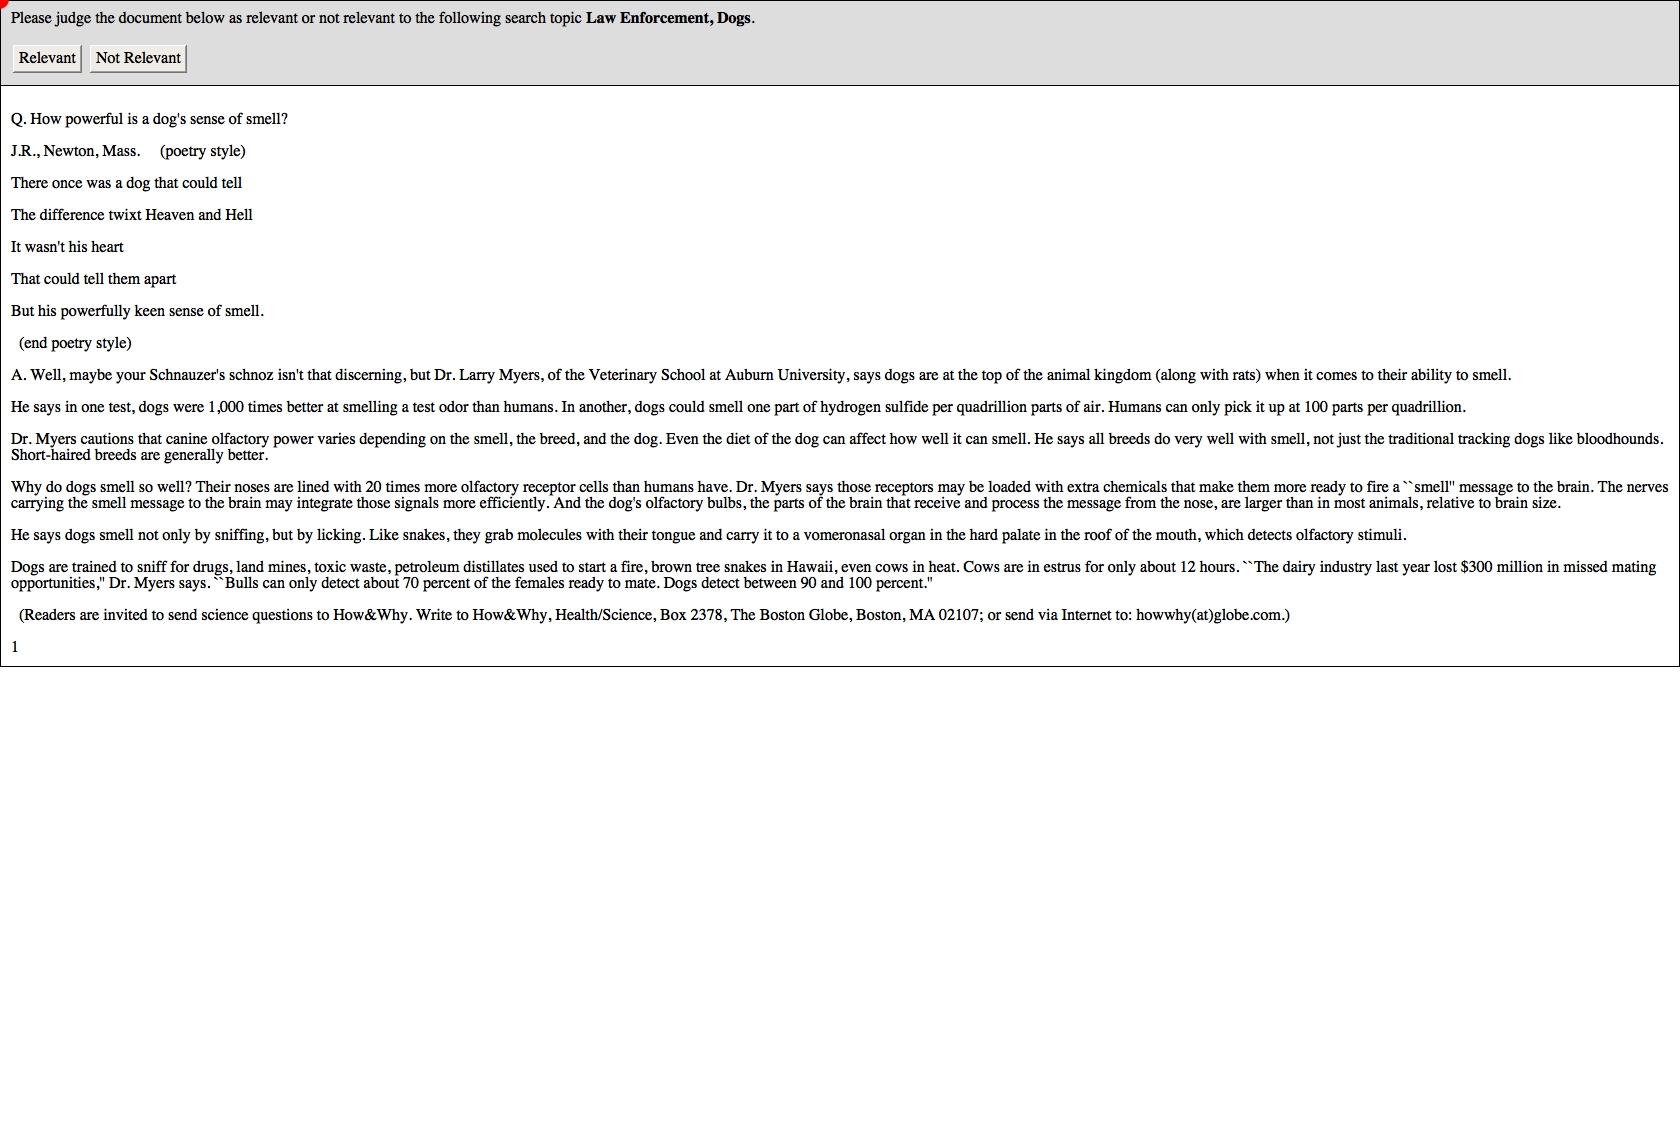 Please judge the document below as relevant or not relevant to the following search topic Law Enforcement, Dogs.
Relevant Not Relevant
Q. How powerful is a dog's sense of smell?
J.R., Newton, Mass. (poetry style)
There once was a dog that could tell
The difference twixt Heaven and Hell
It wasn't his heart
That could tell them apart
But his powerfully keen sense of smell.
(end poetry style)
A. Well, maybe your Schnauzer's schnoz isn't that discerning, but Dr. Larry Myers, of the Veterinary School at Auburn University, says dogs are at the top of the animal kingdom (along with rats) when it comes to their ability to smell.
He says in one test, dogs were 1,000 times better at smelling a test odor than humans. In another, dogs could smell one part of hydrogen sulfide per quadrillion parts of air. Humans can only pick it up at 100 parts per quadrillion.
Dr. Myers cautions that canine olfactory power varies depending on the smell, the breed, and the dog. Even the diet of the dog can affect how well it can smell. He says all breeds do very well with smell, not just the traditional tracking dogs like bloodhounds.
Short-haired breeds are generally better.
Why do dogs smell so well? Their noses are lined with 20 times more olfactory receptor cells than humans have. Dr. Myers says those receptors may be loaded with extra chemicals that make them more ready to fire a ``smell'' message to the brain. The nerves
carrying the smell message to the brain may integrate those signals more efficiently. And the dog's olfactory bulbs, the parts of the brain that receive and process the message from the nose, are larger than in most animals, relative to brain size.
He says dogs smell not only by sniffing, but by licking. Like snakes, they grab molecules with their tongue and carry it to a vomeronasal organ in the hard palate in the roof of the mouth, which detects olfactory stimuli.
Dogs are trained to sniff for drugs, land mines, toxic waste, petroleum distillates used to start a fire, brown tree snakes in Hawaii, even cows in heat. Cows are in estrus for only about 12 hours. ``The dairy industry last year lost $300 million in missed mating
opportunities,'' Dr. Myers says. ``Bulls can only detect about 70 percent of the females ready to mate. Dogs detect between 90 and 100 percent.''
(Readers are invited to send science questions to How&Why. Write to How&Why, Health/Science, Box 2378, The Boston Globe, Boston, MA 02107; or send via Internet to: howwhy(at)globe.com.)
1